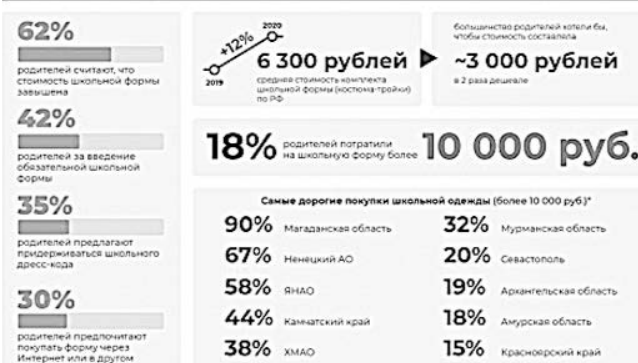 62%
родителей считают, что
стоимость школьной формы
завышена
42%
родителей за введение
обязательной школьной
формы
35%
родителей предлагают
придерживаться школьного
дресс-кода
30%
родителей предпочитают
покупать форму через
Интернет или в другом
2019
+12%
2020
6 300 рублей
средняя стоимость комплекта
школьной формы (костюма-тройки)
по РФ
большинство родителей хотели бы,
чтобы стоимость составляла
~3 000 рублей
в 2 раза дешевле
18% родителей потратили
на школьную форму более 10 000 руб.
Самые дорогие покупки школьной одежды (более 10 000 руб.)*
90% Магаданская область
67% Ненецкий АО
58% ЯНАО
44% Камчатский край
38% ХМАО
32% Мурманская область
20% Севастополь
19% Архангельская область
18% Амурская область
15% Красноярский край